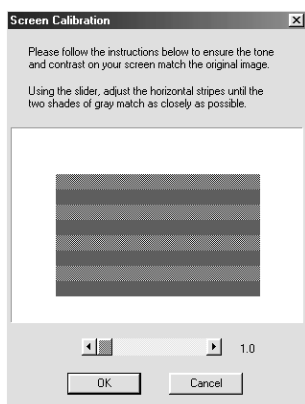 Screen Calibration
Please follow the instructions below to ensure the tone
and contrast on your screen match the original image.
Using the slider, adjust the horizontal stripes until the
two shades of gray match as closely as possible.
1.0
OK Cancel